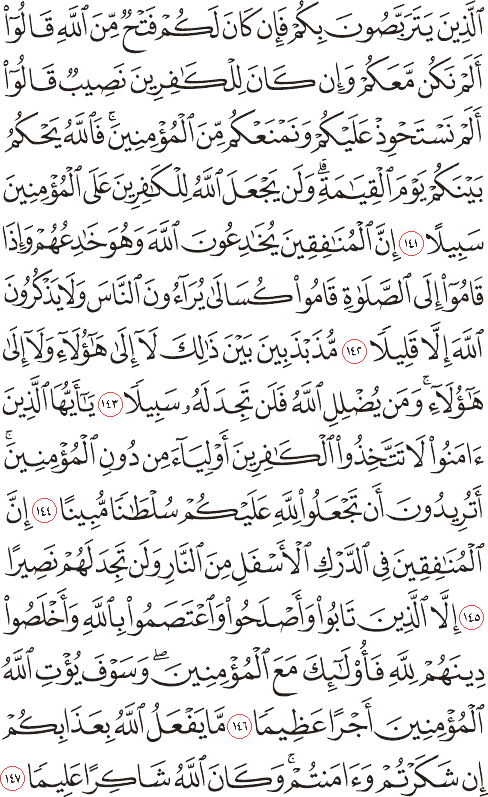 ٱلَّذِينَ يَتَرَبَّصُونَ بِكُمْ فَإِن كَانَ لَكُمْ فَتْحٌ مِّنَ ٱللَّهِ قَالُوٓاْ
أَلَمْ نَكُن مَّعَكُمْ وَإِن كَانَ لِلْكَٰفِرِينَ نَصِيبٌ قَالُوٓاْ
أَلَمْ نَسْتَحْوِذْ عَلَيْكُمْ وَنَمْنَعْكُم مِّنَ ٱلْمُؤْمِنِينَۚ فَٱللَّهُ يَحْكُمُ
بَيْنَكُمْ يَوْمَ ٱلْقِيَٰمَةِۗ وَلَن يَجْعَلَ ٱللَّهُ لِلْكَٰفِرِينَ عَلَى ٱلْمُؤْمِنِينَ
سَبِيلًا ١٤١ إِنَّ ٱلْمُنَٰفِقِينَ يُخَٰدِعُونَ ٱللَّهَ وَهُوَ خَٰدِعُهُمْ وَإِذَا
قَامُوٓاْ إِلَى ٱلصَّلَوٰةِ قَامُواْ كُسَالَىٰ يُرَآءُونَ ٱلنَّاسَ وَلَا يَذْكُرُونَ
ٱللَّهَ إِلَّا قَلِيلًا ١٤٢ مُّذَبْذَبِينَ بَيْنَ ذَٰلِكَ لَآ إِلَىٰ هَٰٓؤُلَآءِ وَلَآ إِلَىٰ
هَٰٓؤُلَآءِۚ وَمَن يُضْلِلِ ٱللَّهُ فَلَن تَجِدَ لَهُۥ سَبِيلًا ١٤٣ يَٰٓأَيُّهَا ٱلَّذِينَ
ءَامَنُواْ لَا تَتَّخِذُواْ ٱلْكَٰفِرِينَ أَوْلِيَآءَ مِن دُونِ ٱلْمُؤْمِنِينَۚ
أَتُرِيدُونَ أَن تَجْعَلُواْ لِلَّهِ عَلَيْكُمْ سُلْطَٰنًا مُّبِينًا ١٤٤ إِنَّ
ٱلْمُنَٰفِقِينَ فِي ٱلدَّرْكِ ٱلْأَسْفَلِ مِنَ ٱلنَّارِ وَلَن تَجِدَ لَهُمْ نَصِيرًا
١٤٥ إِلَّا ٱلَّذِينَ تَابُواْ وَأَصْلَحُواْ وَٱعْتَصَمُواْ بِٱللَّهِ وَأَخْلَصُواْ
دِينَهُمْ لِلَّهِ فَأُوْلَٰٓئِكَ مَعَ ٱلْمُؤْمِنِينَۖ وَسَوْفَ يُؤْتِ ٱللَّهُ
ٱلْمُؤْمِنِينَ أَجْرًا عَظِيمًا ١٤٦ مَّا يَفْعَلُ ٱللَّهُ بِعَذَابِكُمْ
إِن شَكَرْتُمْ وَءَامَنتُمْۚ وَكَانَ ٱللَّهُ شَاكِرًا عَلِيمًا ١٤٧